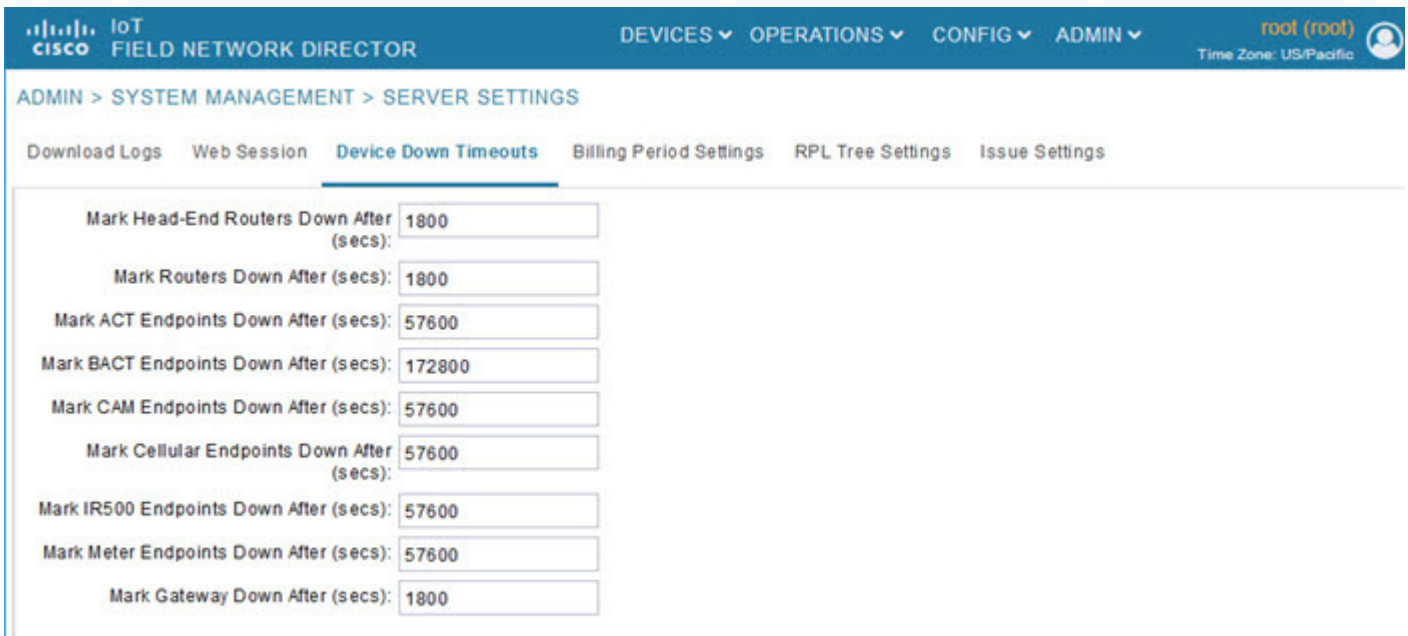 IoT
CISCO FIELD NETWORK DIRECTOR
DEVICES OPERATIONS CONFIG ADMIN
root (root)
Time Zone: US/Pacific
ADMIN > SYSTEM MANAGEMENT > SERVER SETTINGS
Download Logs Web Session Device Down Timeouts Billing Period Settings RPL Tree Settings Issue Settings
Mark Head-End Routers Down After (secs): 1800
Mark Routers Down After (secs): 1800
Mark ACT Endpoints Down After (secs): 57600
Mark BACT Endpoints Down After (secs): 172800
Mark CAM Endpoints Down After (secs): 57600
Mark Cellular Endpoints Down After (secs): 57600
Mark IR500 Endpoints Down After (secs): 57600
Mark Meter Endpoints Down After (secs): 57600
Mark Gateway Down After (secs): 1800